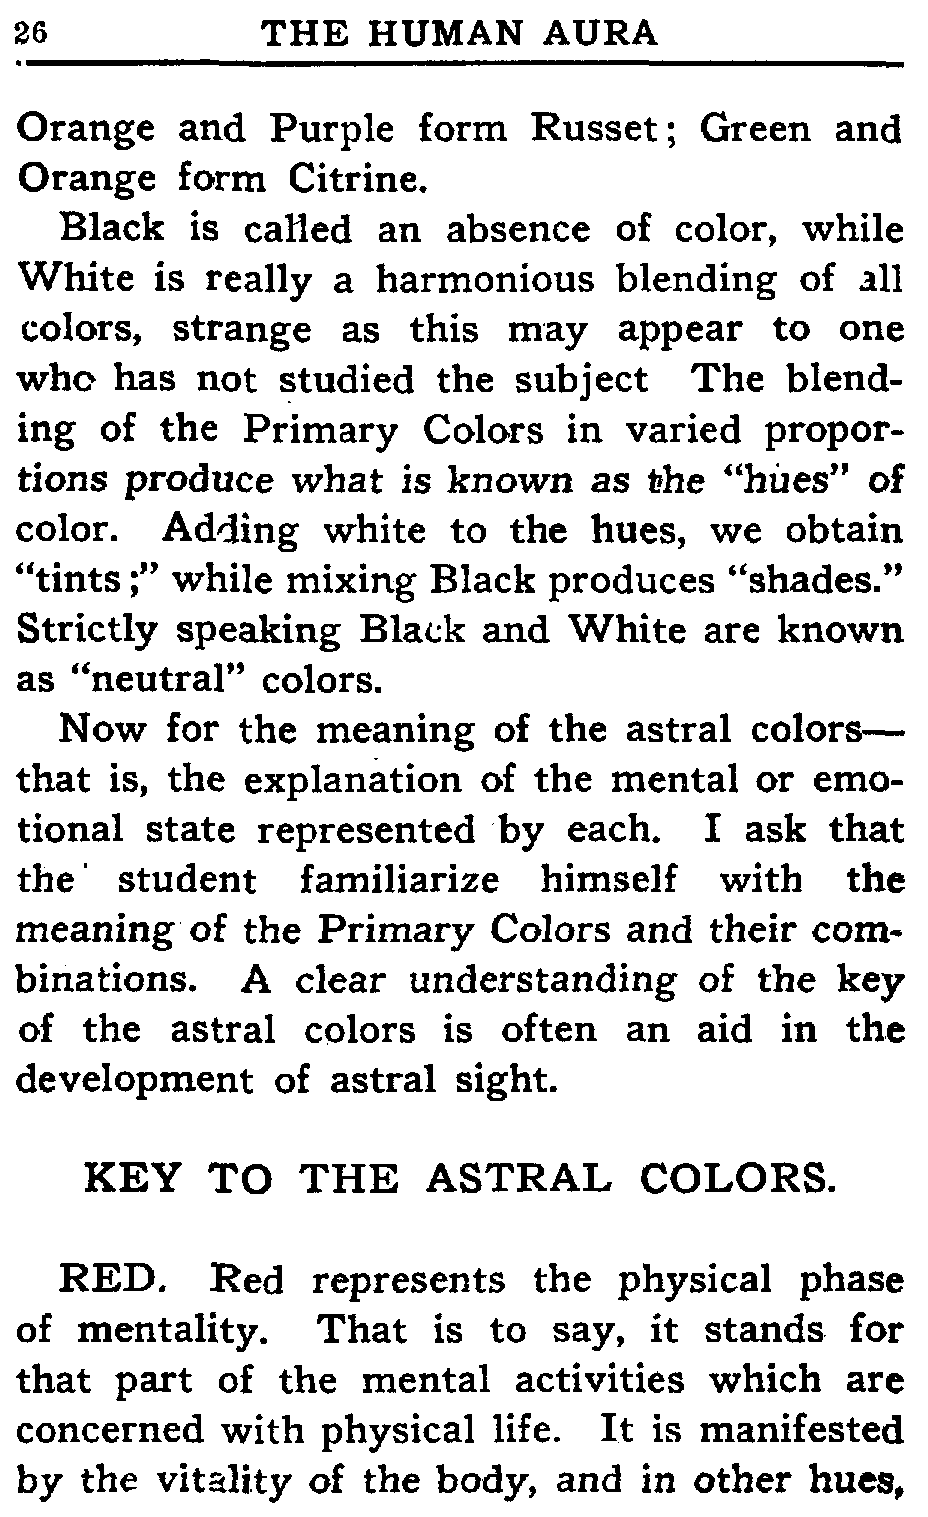 26 THE HUMAN AURA
Orange and Purple form Russet; Green and
Orange form Citrine.
Black is called an absence of color, while
White is really a harmonious blending of all
colors, strange as this may appear to one
who has not studied the subject The blend-
ing of the Primary Colors in varied propor-
tions produce what is known as the "hues" of
color. Adding white to the hues, we obtain
"tints;" while mixing Black produces "shades."
Strictly speaking Black and White are known
as "neutral" colors.
Now for the meaning of the astral colors—
that is, the explanation of the mental or emo-
tional state represented by each. I ask that
the student familiarize himself with the
meaning of the Primary Colors and their com-
binations. A clear understanding of the key
of the astral colors is often an aid in the
development of astral sight.
KEY TO THE ASTRAL COLORS.
RED. Red represents the physical phase
of mentality. That is to say, it stands for
that part of the mental activities which are
concerned with physical life. It is manifested
by the vitality of the body, and in other hues,